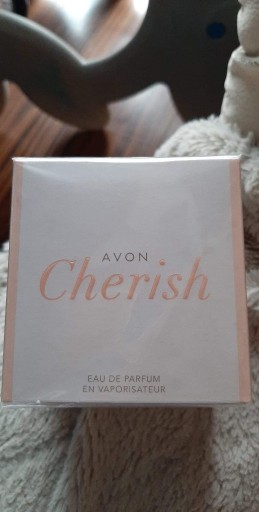 AVON
Cherish
EAU DE PARFUM
EN VAPORISATEUR